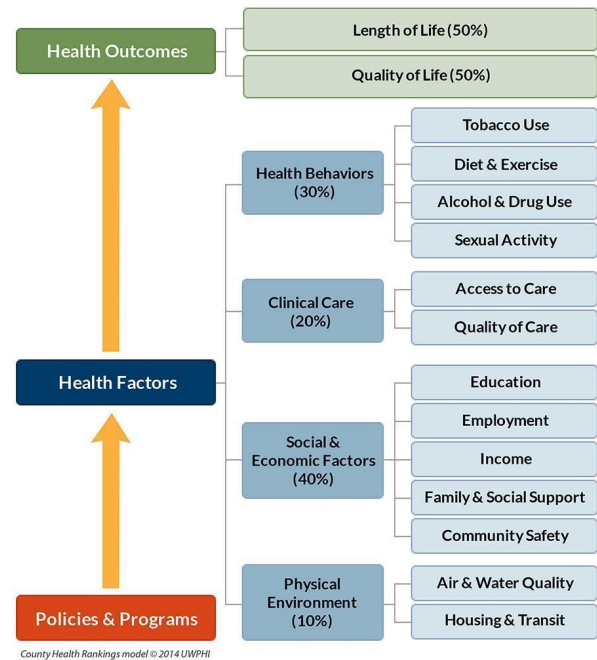 Health Outcomes
Length of Life (50%)
Quality of Life (50%)
Health Factors
Health Behaviors
(30%)
Tobacco Use
Diet & Exercise
Alcohol & Drug Use
Sexual Activity
Clinical Care
(20%)
Access to Care
Quality of Care
Social &
Economic Factors
(40%)
Education
Employment
Income
Family & Social Support
Community Safety
Physical
Environment
(10%)
Air & Water Quality
Housing & Transit
Policies & Programs
County Health Rankings model © 2014 UWPHI